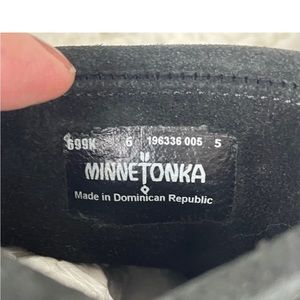 699K 6 196336 005 5
MINNETONKA
Made in Dominican Republic